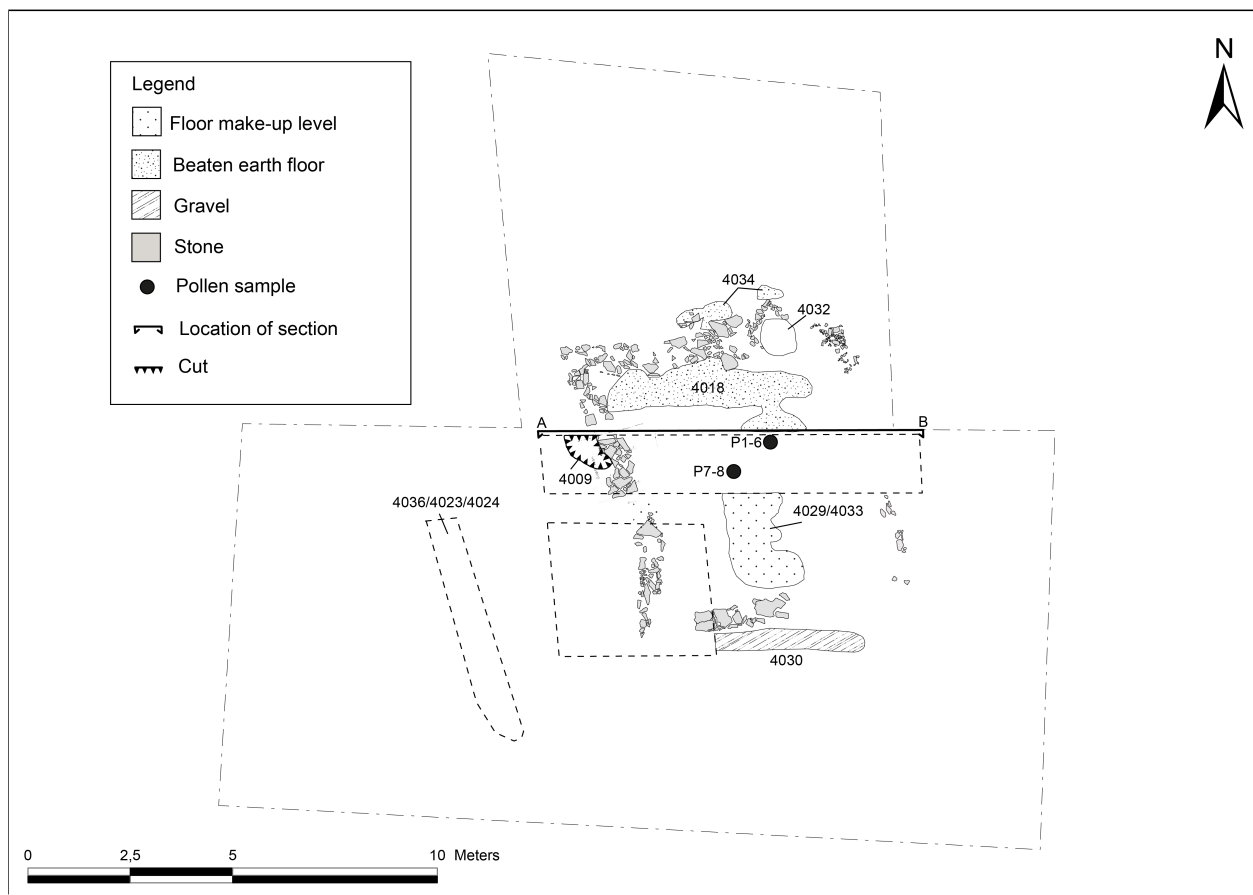 N
Legend
Floor make-up level
Beaten earth floor
Gravel
Stone
Pollen sample
Location of section
Cut
4034
4032
4018
A
B
P1-6
P7-8
4009
4036/4023/4024
4029/4033
4030
0 2,5 5 10 Meters